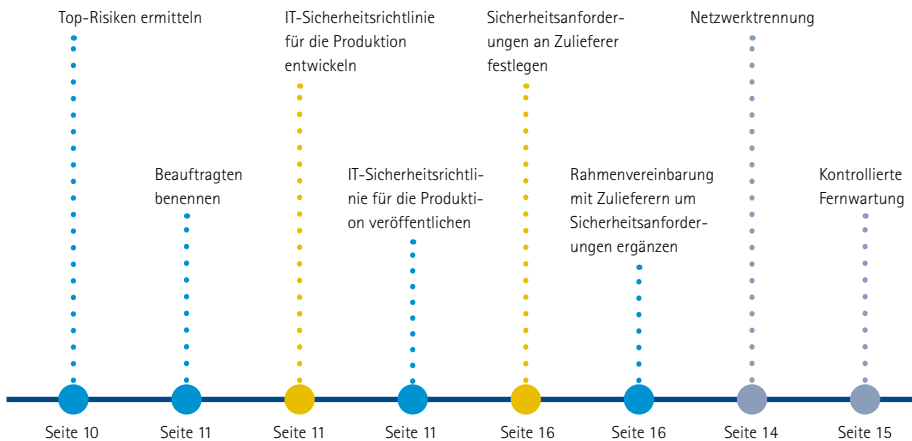 Top-Risiken ermitteln
IT-Sicherheitsrichtlinie
für die Produktion
entwickeln
Sicherheitsanforder-
ungen an Zulieferer
festlegen
Netzwerktrennung
Beauftragten
benennen
IT-Sicherheitsrichtli-
nie für die Produkti-
on veröffentlichen
Rahmenvereinbarung
mit Zulieferern um
Sicherheitsanforder-
ungen ergänzen
Kontrollierte
Fernwartung
Seite 10
Seite 11
Seite 11
Seite 11
Seite 16
Seite 16
Seite 14
Seite 15